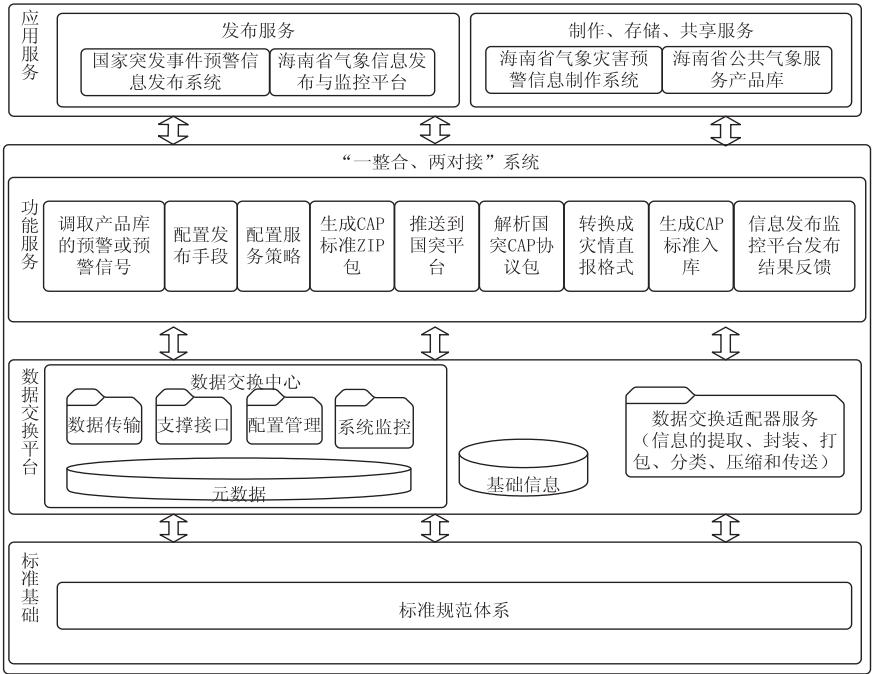 应用服务
发布服务
国家突发事件预警信
息发布系统
海南省气象信息发
布与监控平台
制作、存储、共享服务
海南省气象灾害预
警信息制作系统
海南省公共气象服
务产品库
“一整合、两对接”系统
功能服务
调取产品库
的预警或预
警信号
配置发
布手段
配置服
务策略
生成CAP
标准ZIP
包
推送到
国突平
台
解析国
突CAP协
议包
转换成
灾情直
报格式
生成CAP
标准入
库
信息发布监
控平台发布
结果反馈
数据交换平台
数据交换中心
数据传输
支撑接口
配置管理
系统监控
元数据
基础信息
数据交换适配器服务
（信息的提取、封装、打
包、分类、压缩和传送）
标准基础
标准规范体系